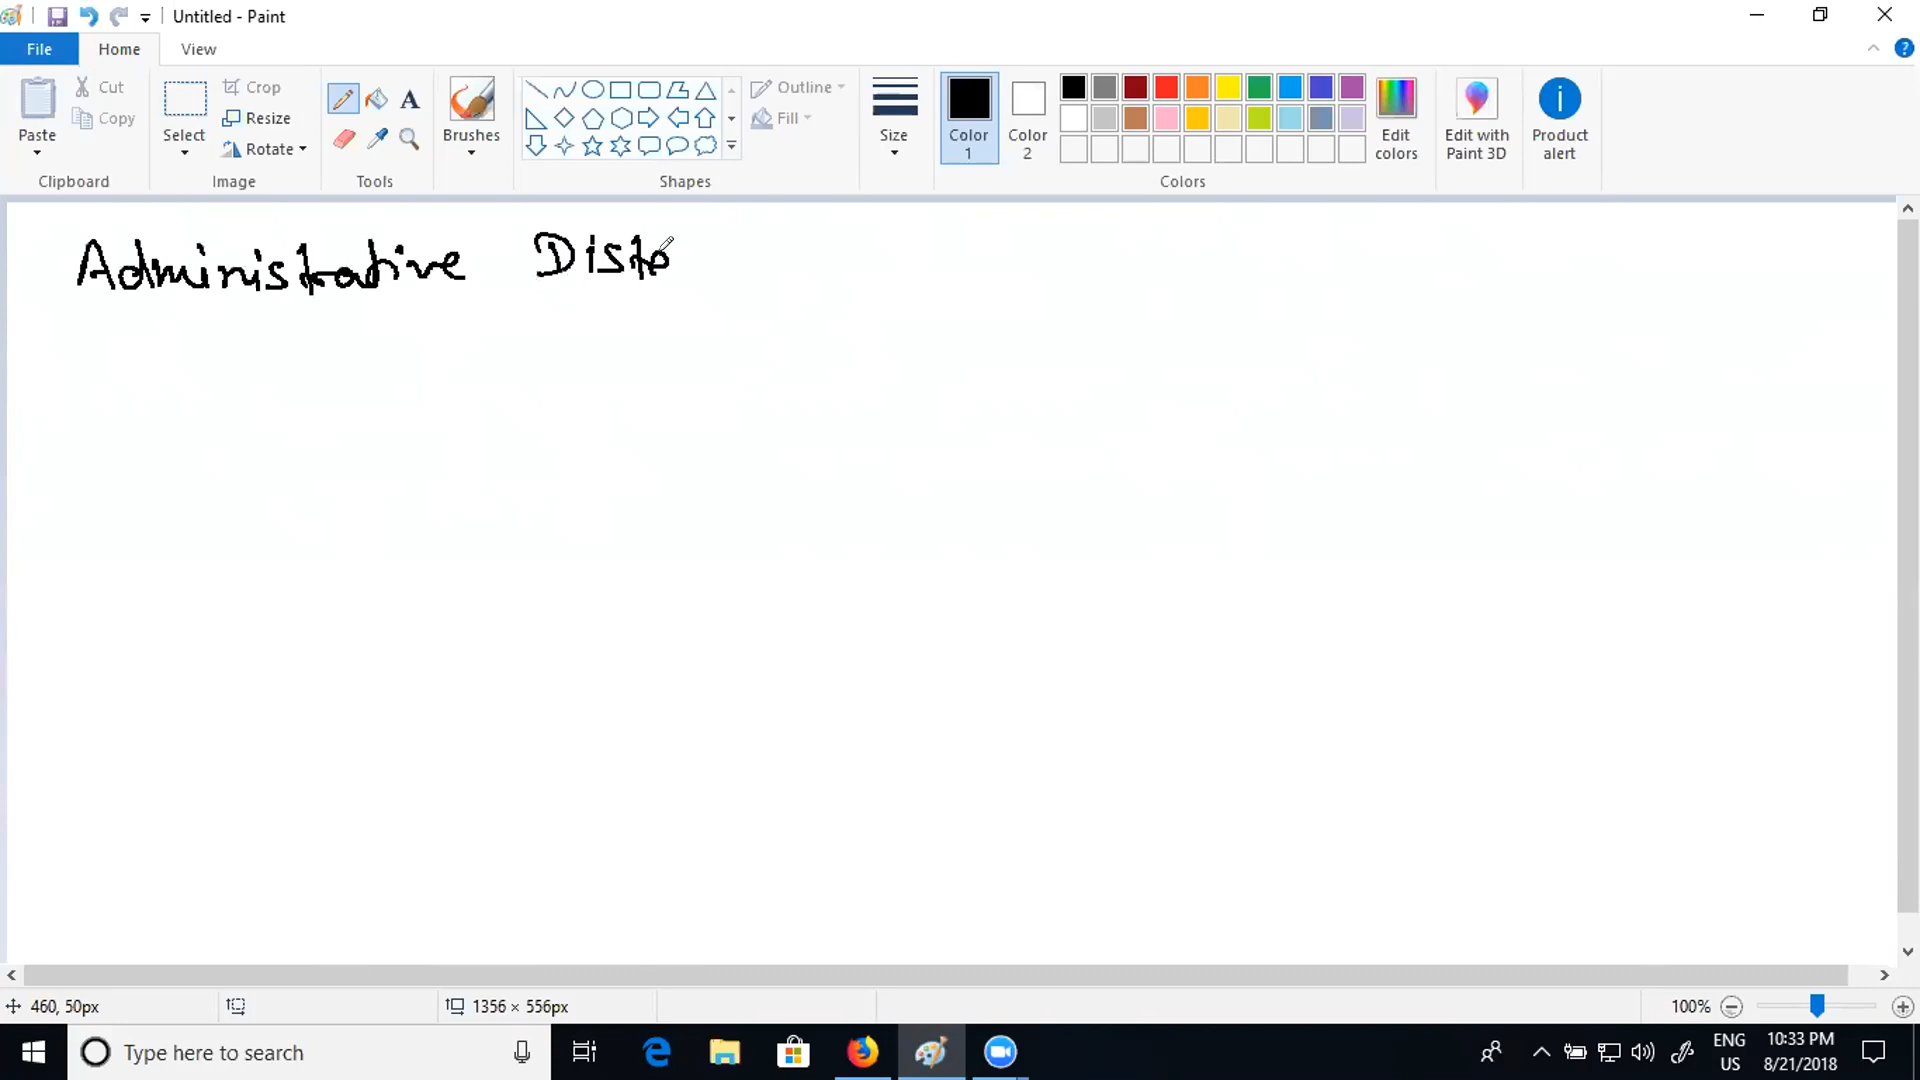 Untitled - Paint
File Home View
Paste Cut Copy Clipboard
Select Crop Resize Rotate Image
A Tools
Brushes
Shapes
Outline Fill
Size
Color 1 Color 2 Edit colors Colors
Edit with Paint 3D
Product alert
Administrative
460, 50px 1356 × 556px 100%
Type here to search ENG US 10:33 PM 8/21/2018